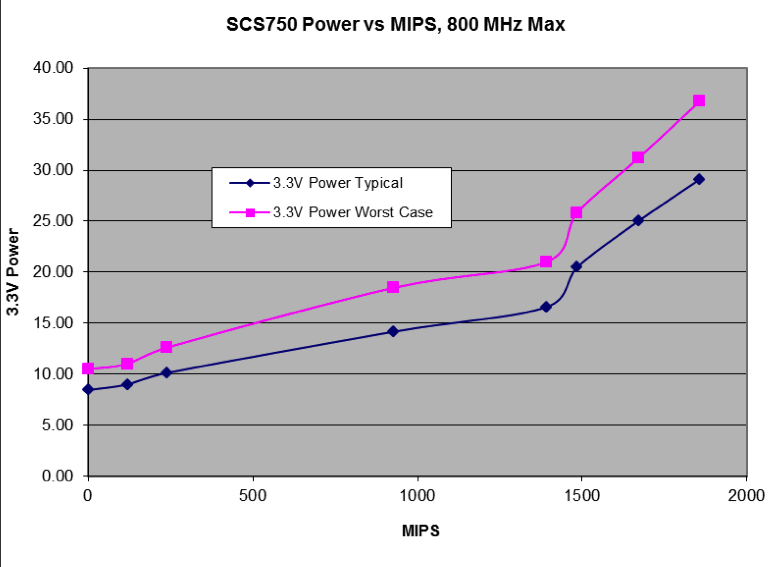 SCS750 Power vs MIPS, 800 MHz Max
40.00
35.00
30.00
25.00
20.00
15.00
10.00
5.00
0.00
3.3V Power
3.3V Power Typical
3.3V Power Worst Case
0 500 1000 1500 2000
MIPS